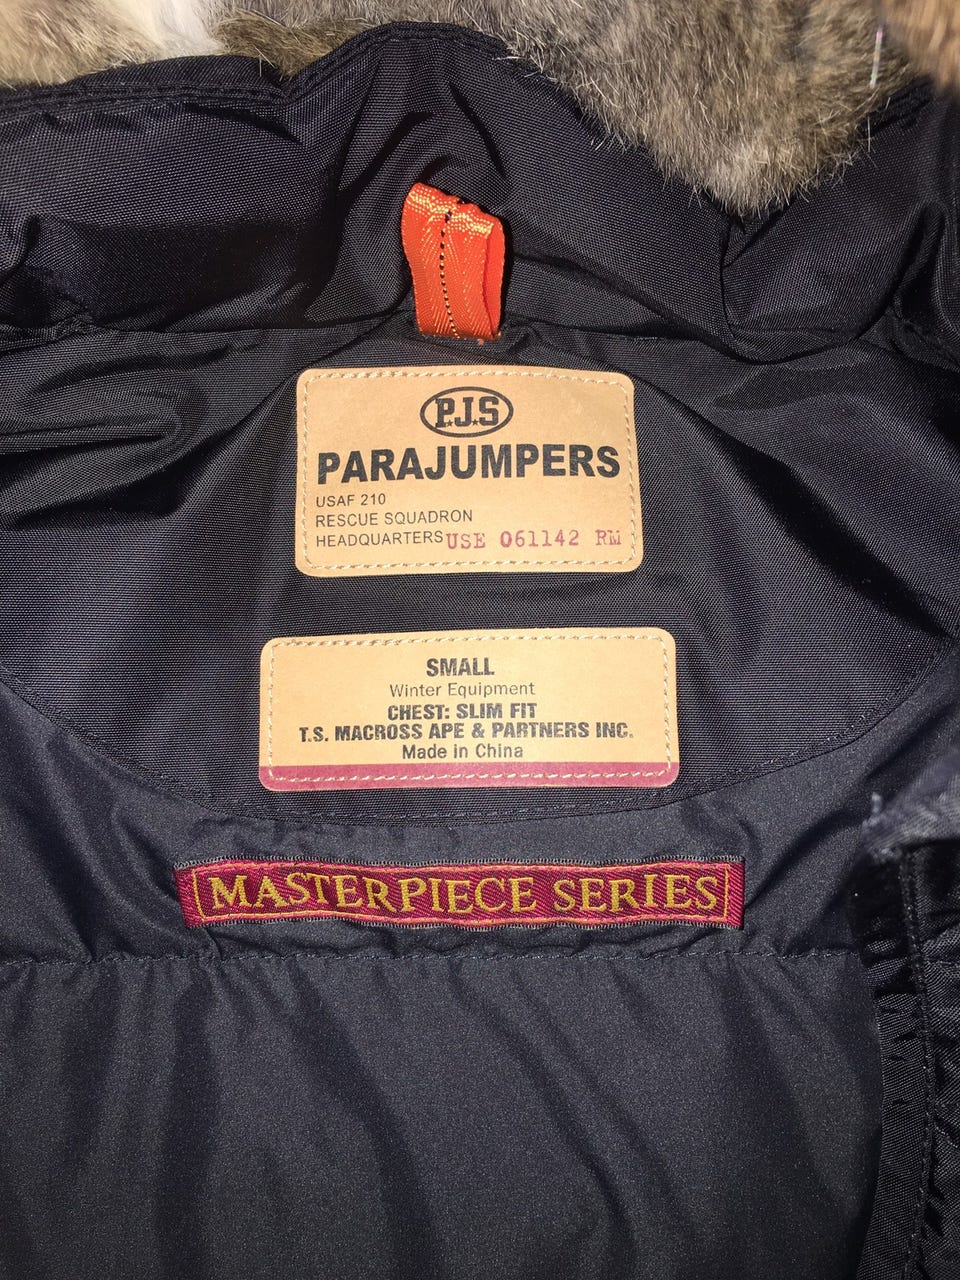 P.J.S
PARAJUMPERS
USAF 210
RESCUE SQUADRON
HEADQUARTERS USE 061142 RM
SMALL
Winter Equipment
CHEST: SLIM FIT
T.S. MACROSS APE & PARTNERS INC.
Made in China
MASTERPIECE SERIES